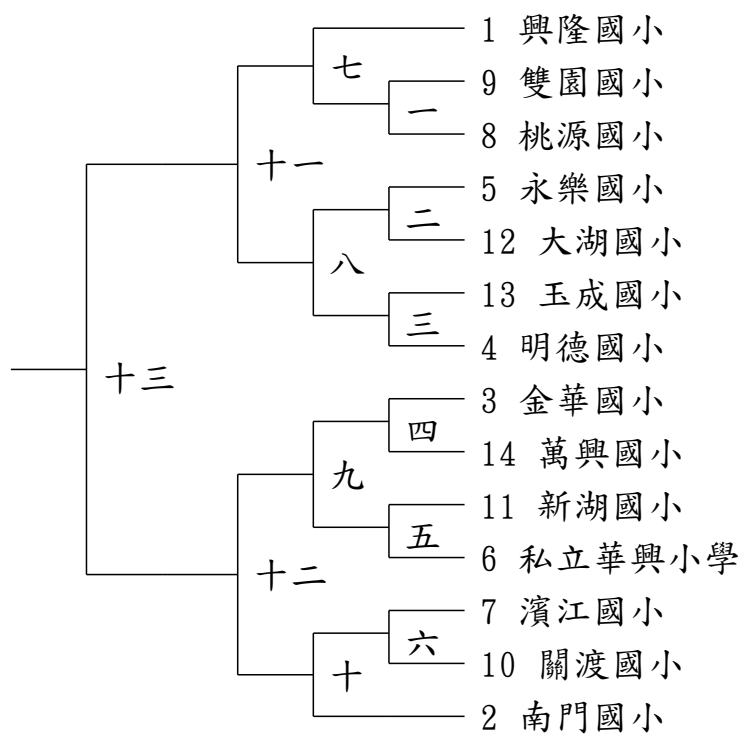 1 興隆國小
七
9 雙園國小
一
8 桃源國小
十一
5 永樂國小
二
12 大湖國小
八
13 玉成國小
三
4 明德國小
十三
3 金華國小
四
14 萬興國小
九
11 新湖國小
五
6 私立華興小學
十二
7 濱江國小
六
10 關渡國小
十
2 南門國小